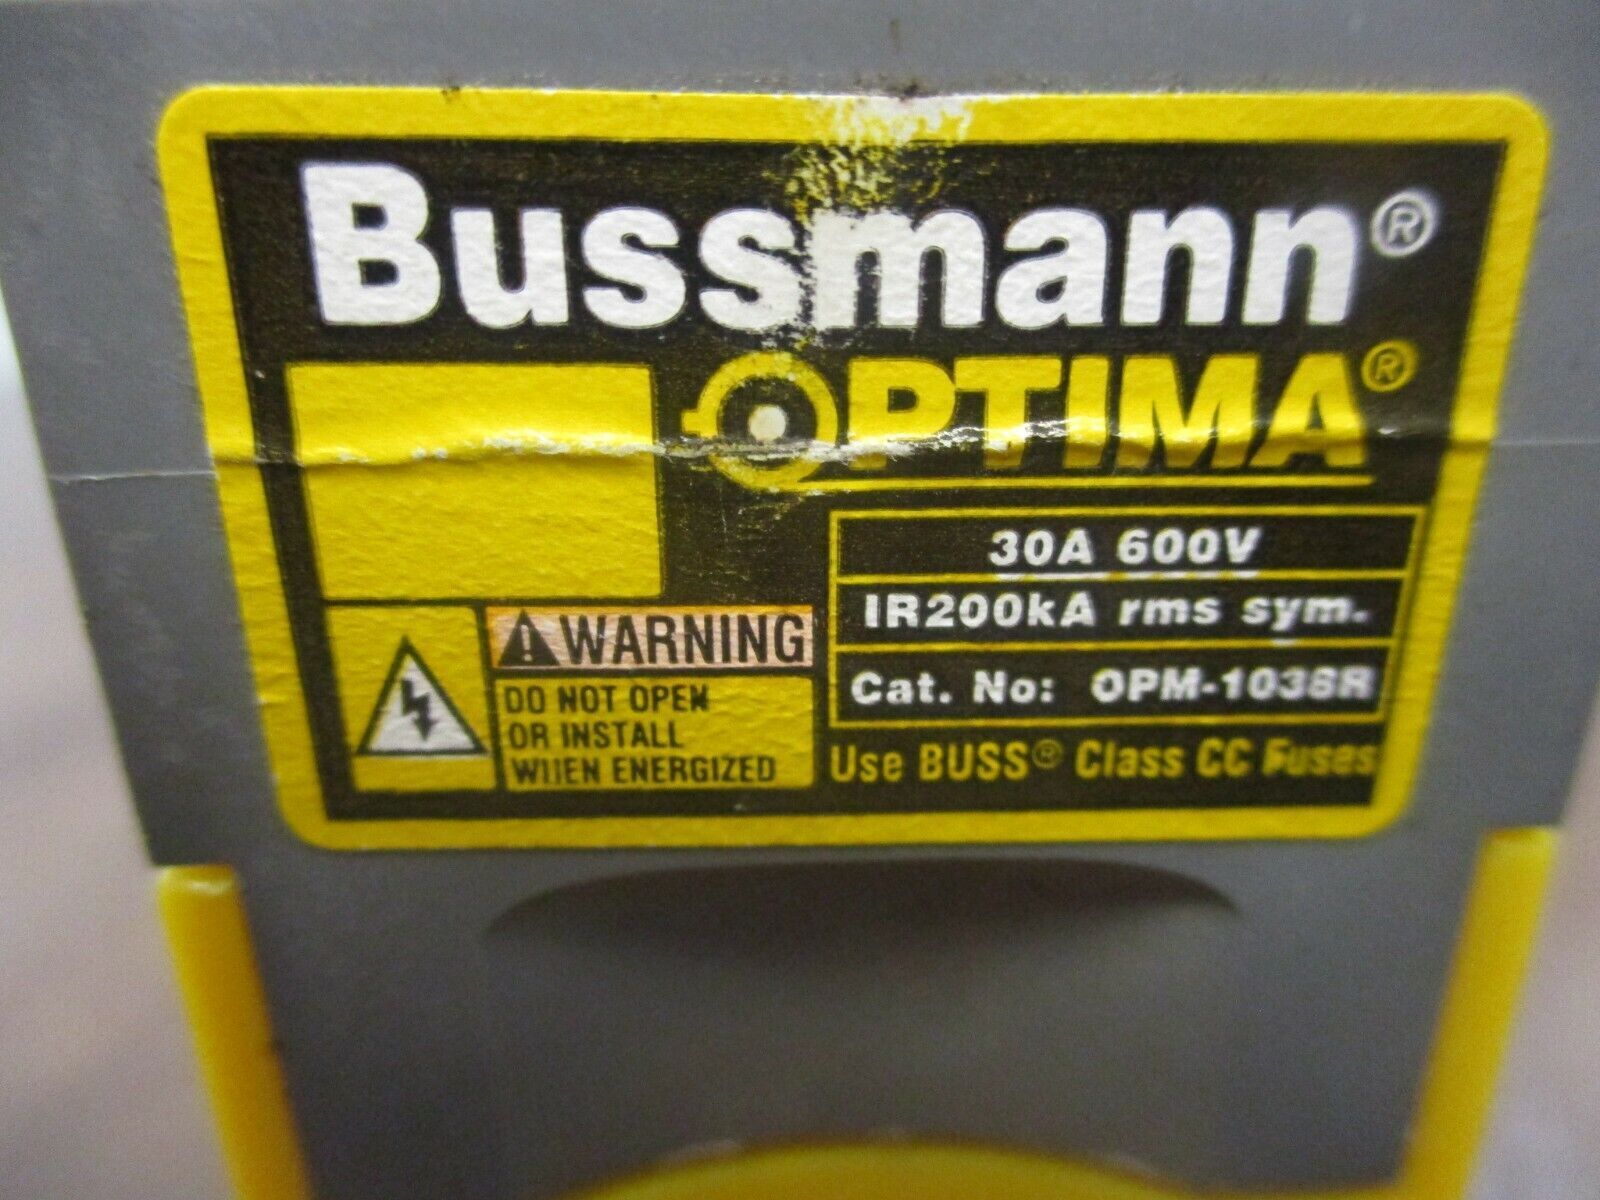 Bussmann®
OPTIMA®
30A 600V
IR200kA rms sym.
Cat. No: OPM-1038R
Use BUSS® Class CC Fuses
WARNING
DO NOT OPEN
OR INSTALL
WHEN ENERGIZED